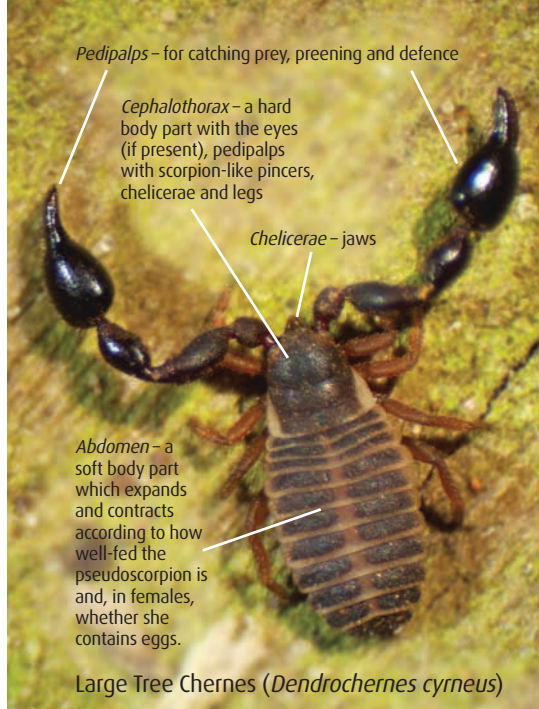 Pedipalps – for catching prey, preening and defence
Cephalothorax – a hard
body part with the eyes
(if present), pedipalps
with scorpion-like pincers,
chelicerae and legs
Chelicerae – jaws
Abdomen – a
soft body part
which expands
and contracts
according to how
well-fed the
pseudoscorpion is
and, in females,
whether she
contains eggs.
Large Tree Chernes (Dendrochernes cyrneus)